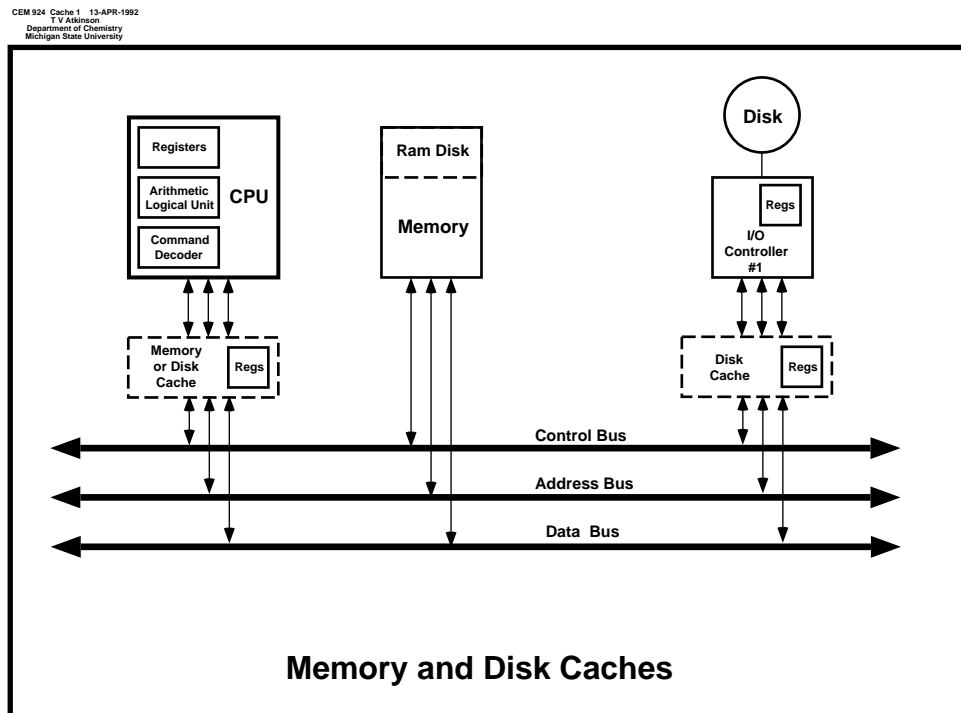 CEM 924 Cache 1 13-APR-1992
T V Atkinson
Department of Chemistry
Michigan State University
Registers
Arithmetic
Logical Unit
Command
Decoder
CPU
Ram Disk
Memory
Disk
Regs
I/O
Controller
#1
Memory
or Disk
Cache
Regs
Disk
Cache
Regs
Control Bus
Address Bus
Data Bus
Memory and Disk Caches